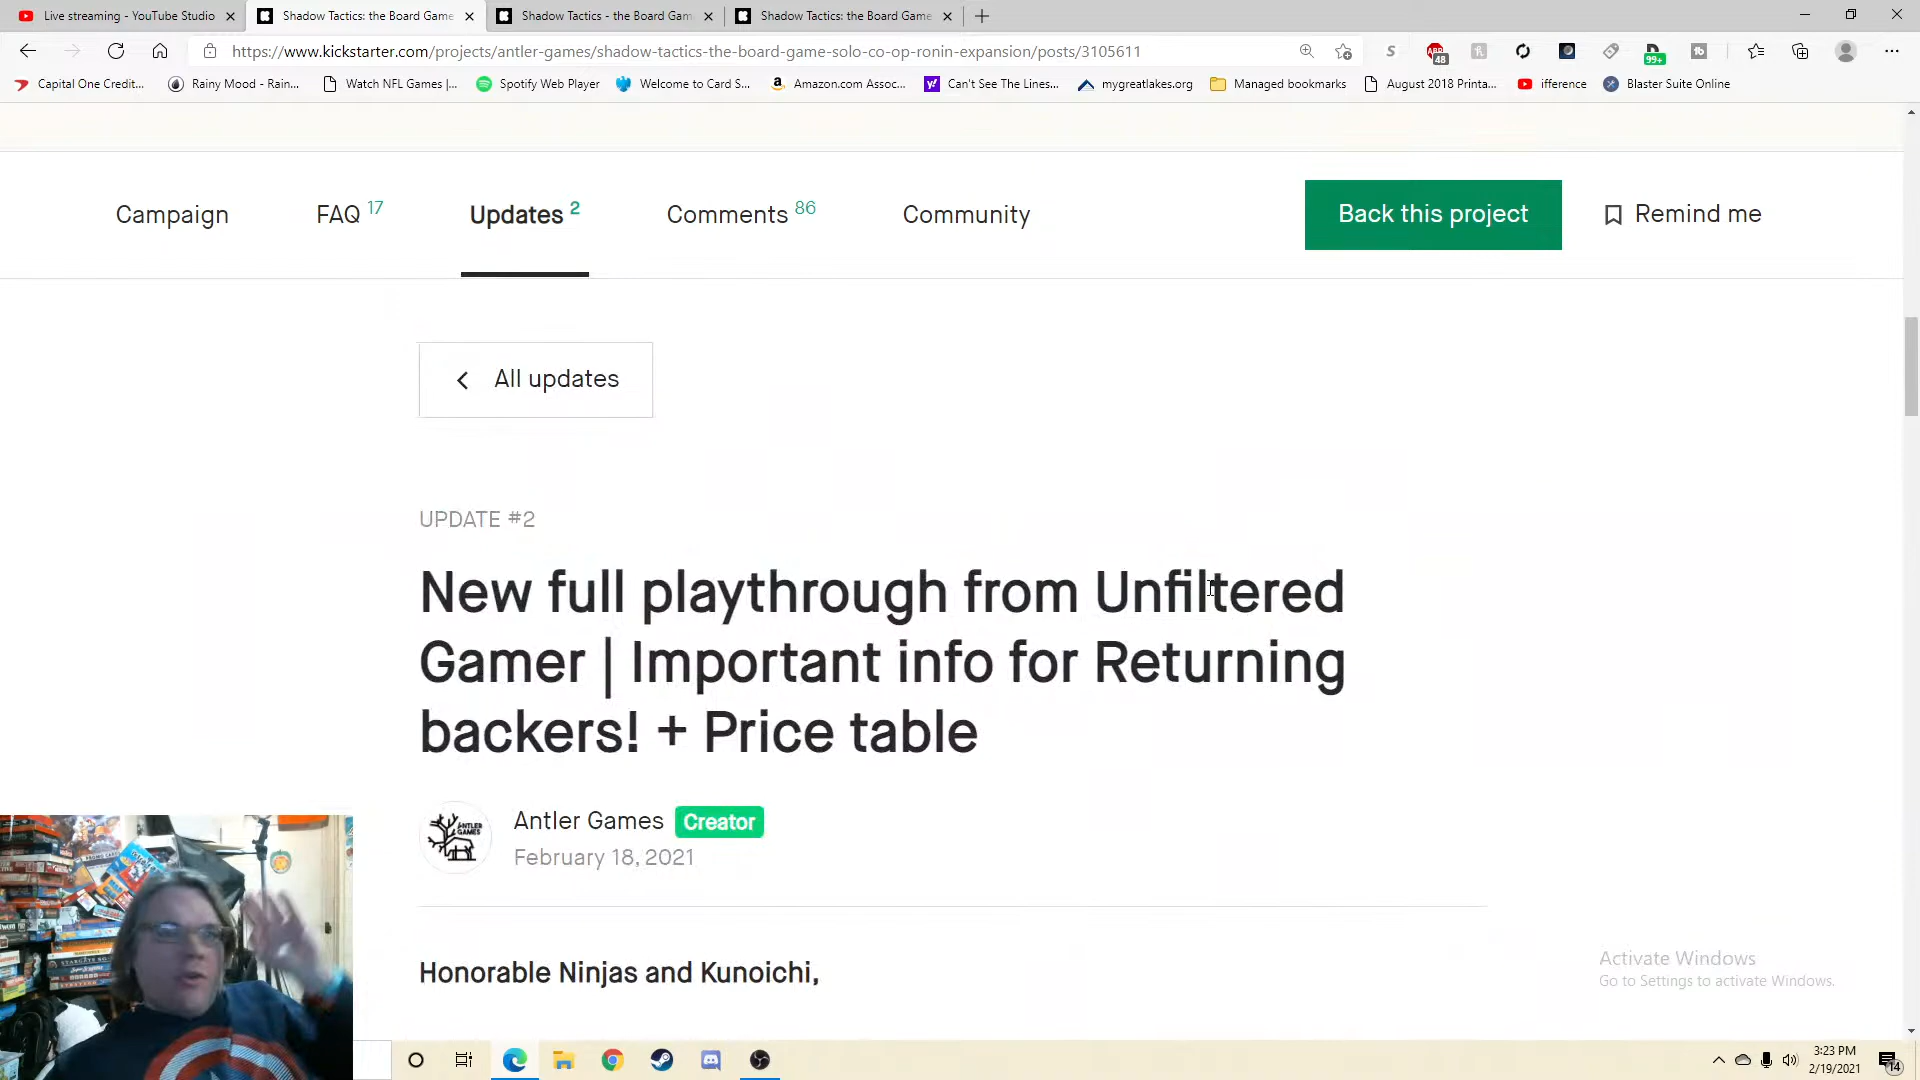 Live streaming - YouTube Studio
Shadow Tactics: the Board Game
Shadow Tactics - the Board Gam
Shadow Tactics: the Board Game
https://www.kickstarter.com/projects/antler-games/shadow-tactics-the-board-game-solo-co-op-ronin-expansion/posts/3105611
ABP
48
99+
Capital One Credit...
Rainy Mood - Rain...
Watch NFL Games |...
Spotify Web Player
Welcome to Card S...
Amazon.com Assoc...
Can't See The Lines...
mygreatlakes.org
Managed bookmarks
August 2018 Printa...
ifference
Blaster Suite Online
Campaign
FAQ 17
Updates 2
Comments 86
Community
Back this project
Remind me
All updates
UPDATE #2
New full playthrough from Unfiltered
Gamer | Important info for Returning
backers! + Price table
ANTLER GAMES
Antler Games Creator
February 18, 2021
Honorable Ninjas and Kunoichi,
Activate Windows
Go to Settings to activate Windows.
3:23 PM
2/19/2021
14